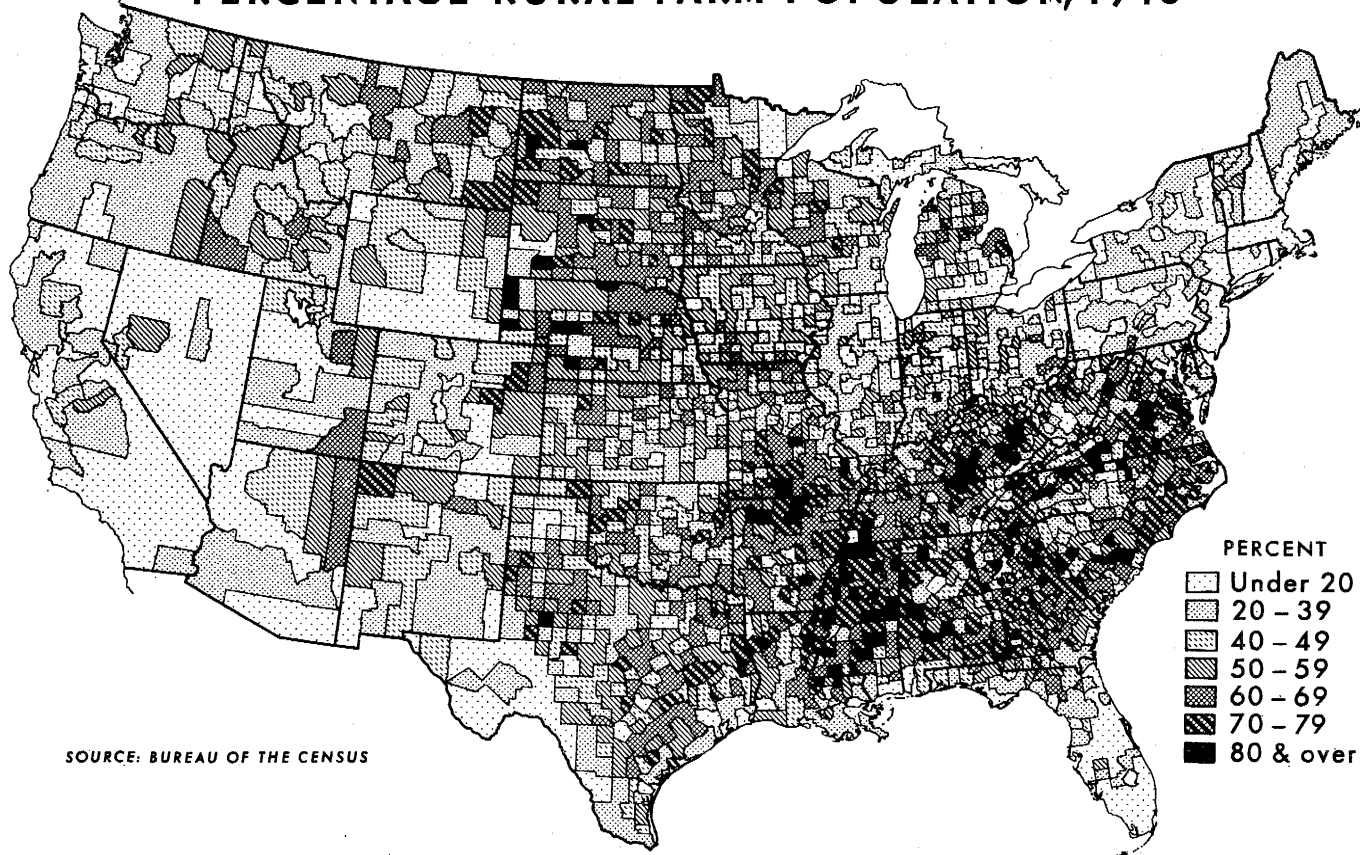 PERCENTAGE RURAL FARM POPULATION, 1940
PERCENT
Under 20
20 – 39
40 – 49
50 – 59
60 – 69
70 – 79
80 & over
SOURCE: BUREAU OF THE CENSUS